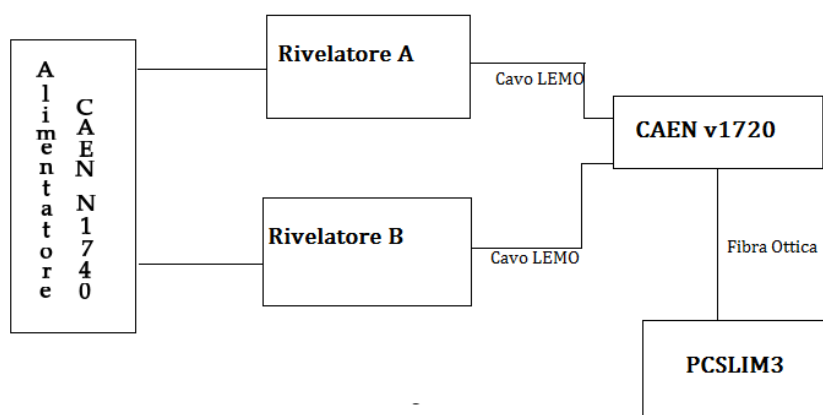 Alimentatore
CAEN N1740
Rivelatore A
Cavo LEMO
CAEN v1720
Rivelatore B
Cavo LEMO
Fibra Ottica
PCSLIM3